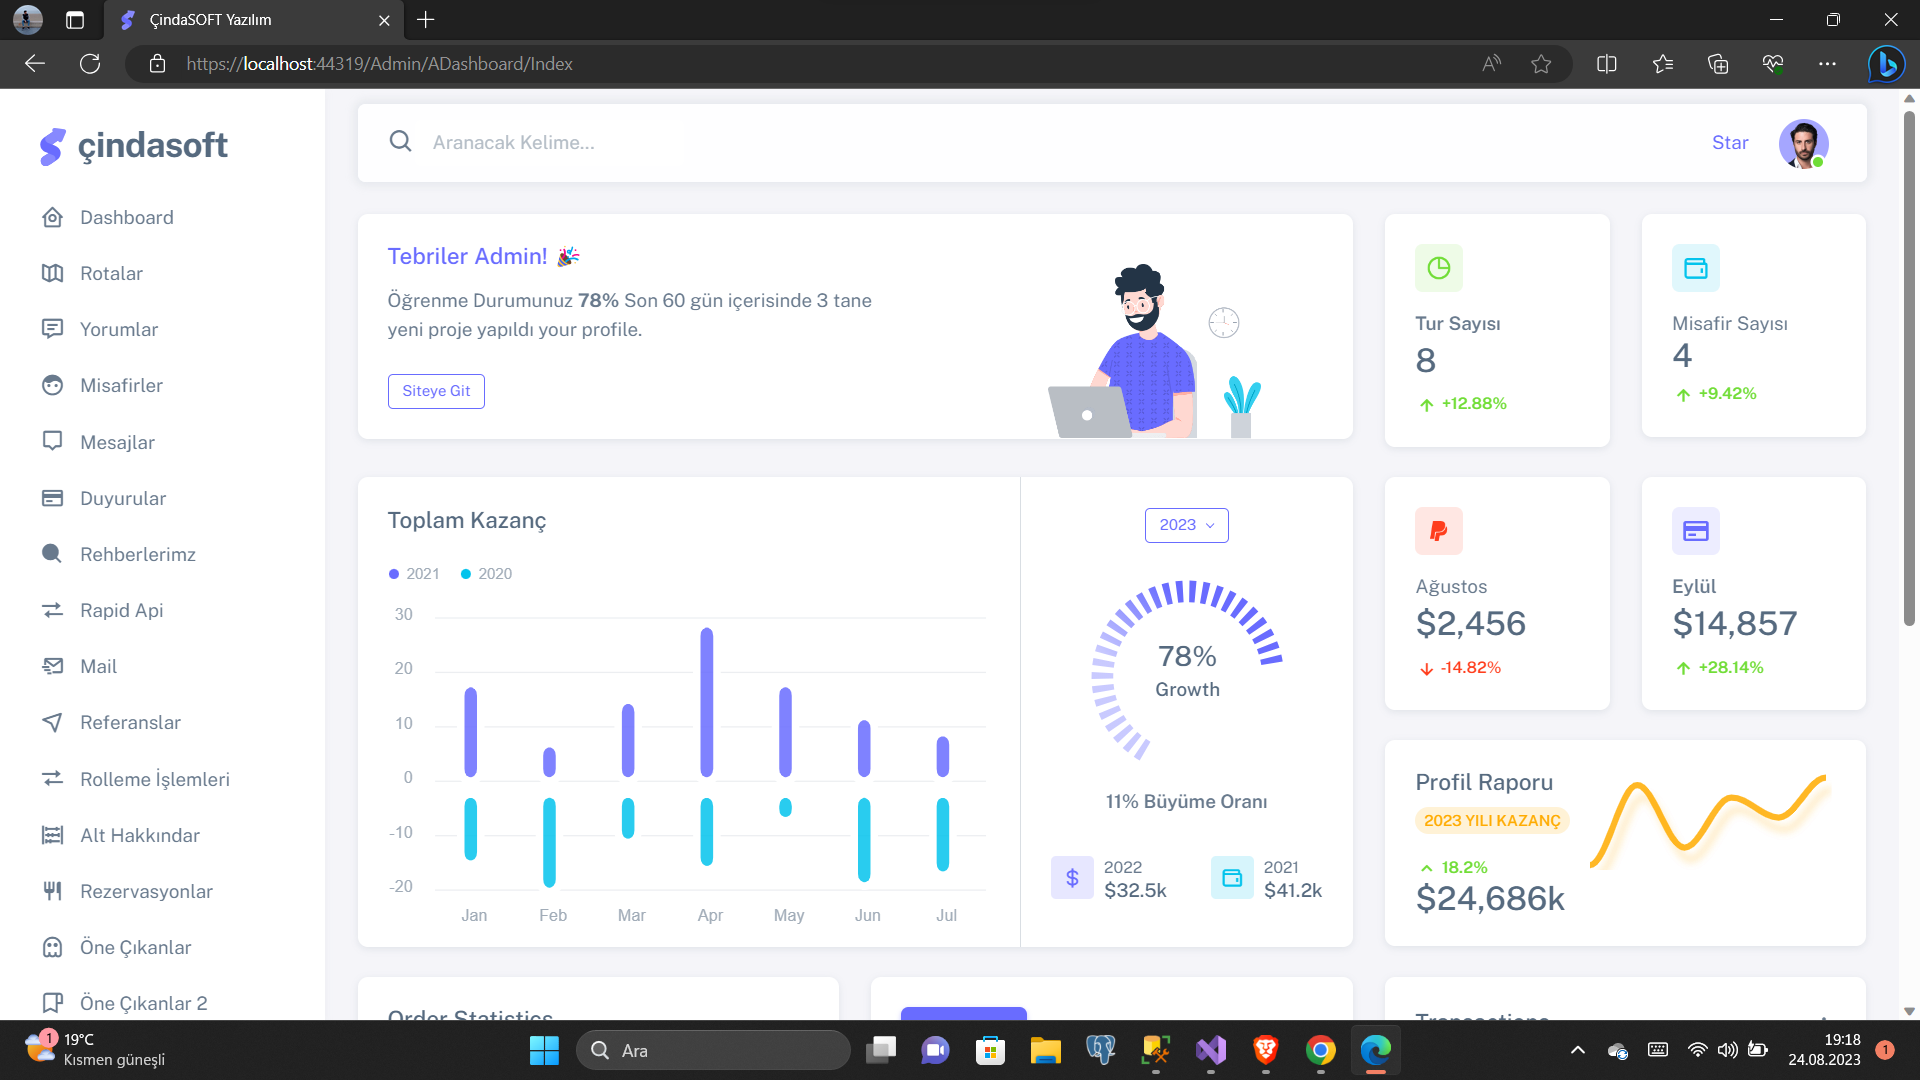 ÇindaSOFT Yazılım
https://localhost:44319/Admin/ADashboard/Index
çindasoft
Dashboard
Rotalar
Yorumlar
Misafirler
Mesajlar
Duyurular
Rehberlerimz
Rapid Api
Mail
Referanslar
Rolleme İşlemleri
Alt Hakkındar
Rezervasyonlar
Öne Çıkanlar
Öne Çıkanlar 2
Aranacak Kelime...
Star
Tebriler Admin! 🎉
Öğrenme Durumunuz 78% Son 60 gün içerisinde 3 tane
yeni proje yapıldı your profile.
Siteye Git
Tur Sayısı
8
+12.88%
Misafir Sayısı
4
+9.42%
Toplam Kazanç
2021
2020
30
20
10
0
-10
-20
Jan Feb Mar Apr May Jun Jul
2023
78%
Growth
11% Büyüme Oranı
$
2022
$32.5k
2021
$41.2k
Ağustos
$2,456
-14.82%
Eylül
$14,857
+28.14%
Profil Raporu
2023 YILI KAZANÇ
18.2%
$24,686k
Order Statistics
Transactions
1
19°C
Kısmen güneşli
Ara
19:18
24.08.2023
1